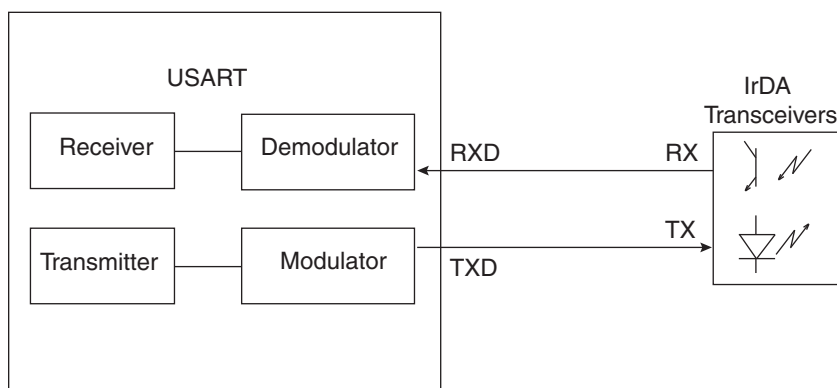 USART
IrDA
Transceivers
Receiver
Demodulator
RXD
RX
Transmitter
Modulator
TXD
TX